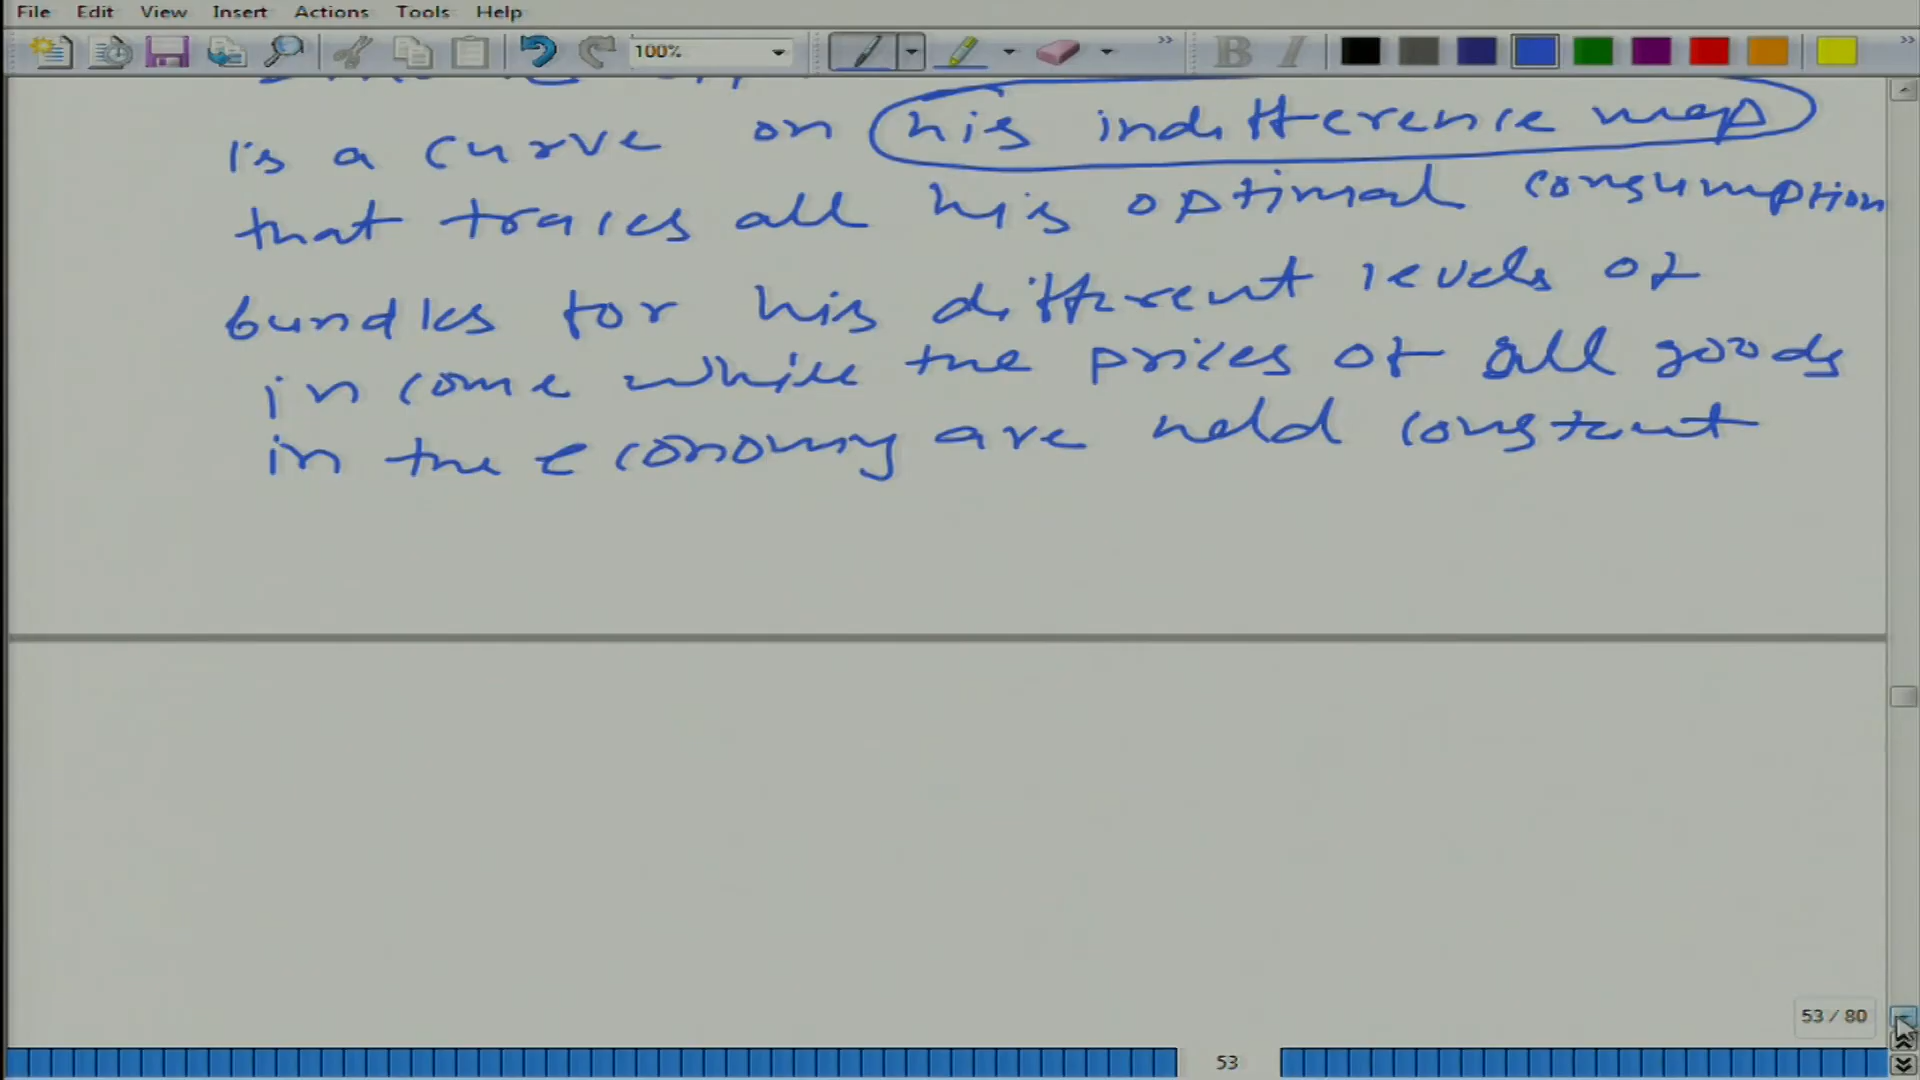 File Edit View Insert Actions Tools Help
100%
B I
is a curve on his indifference map
that traces all his optimal consumption
bundles for his different levels of
income while the prices of all goods
in the economy are held constant
53 / 80
53